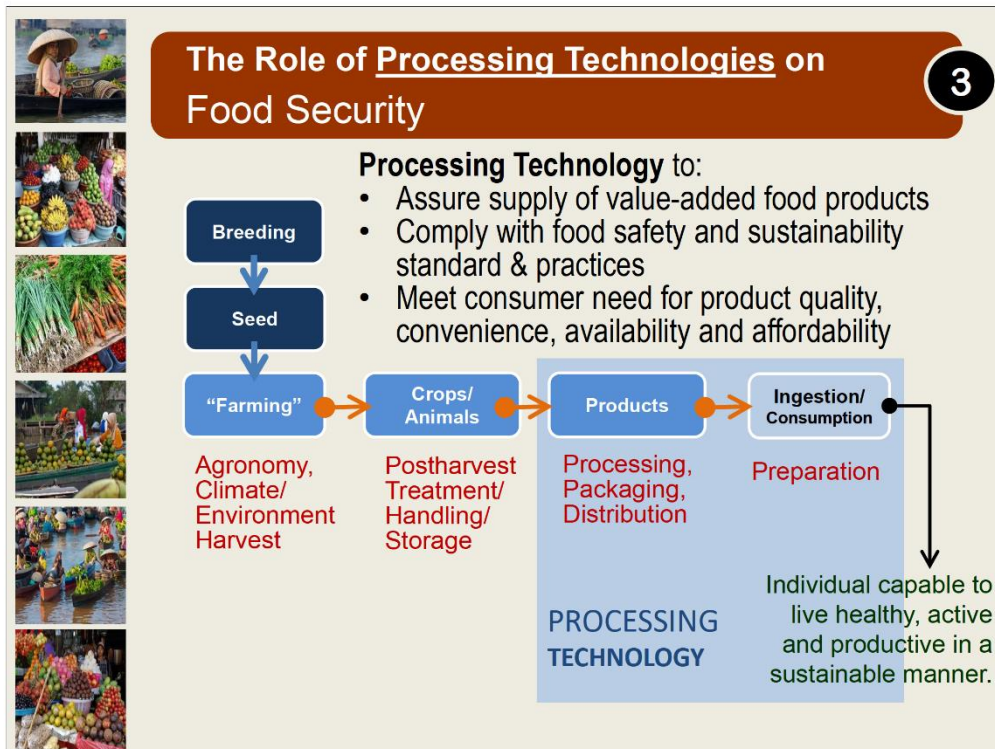 The Role of Processing Technologies on
Food Security
3
Processing Technology to:
• Assure supply of value-added food products
• Comply with food safety and sustainability
standard & practices
• Meet consumer need for product quality,
convenience, availability and affordability
Breeding
Seed
“Farming”
Crops/
Animals
Products
Ingestion/
Consumption
Agronomy,
Climate/
Environment
Harvest
Postharvest
Treatment/
Handling/
Storage
Processing,
Packaging,
Distribution
Preparation
PROCESSING
TECHNOLOGY
Individual capable to
live healthy, active
and productive in a
sustainable manner.